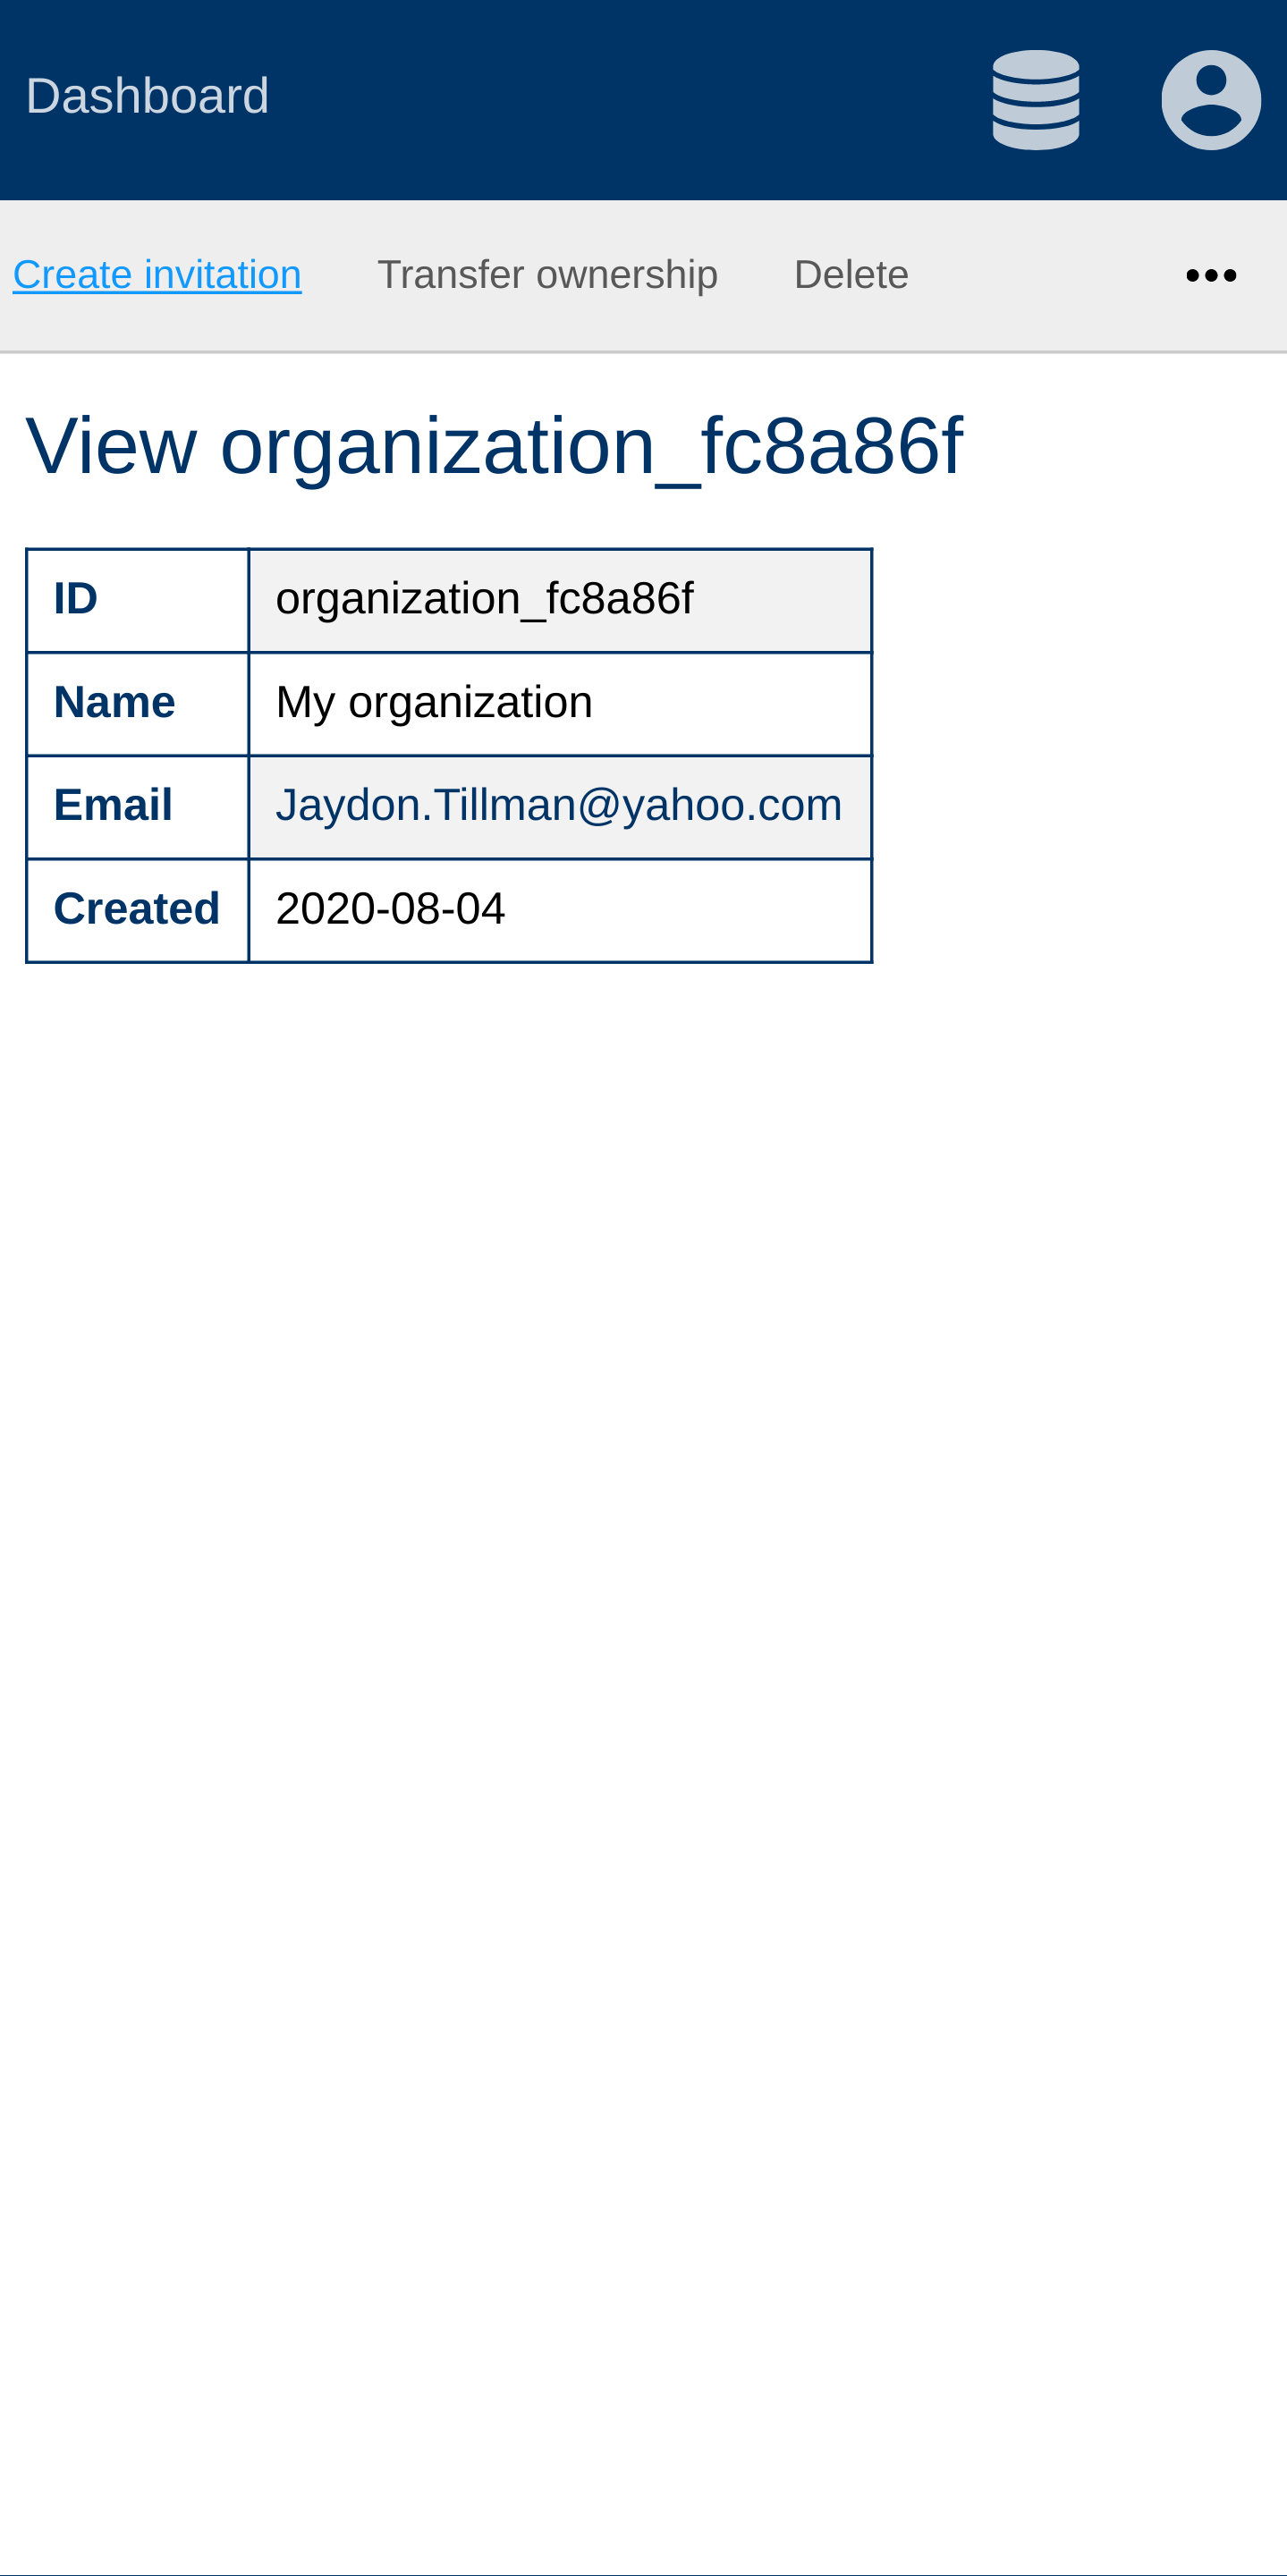 Dashboard
Create invitation Transfer ownership Delete
View organization_fc8a86f
ID organization_fc8a86f
Name My organization
Email Jaydon.Tillman@yahoo.com
Created 2020-08-04